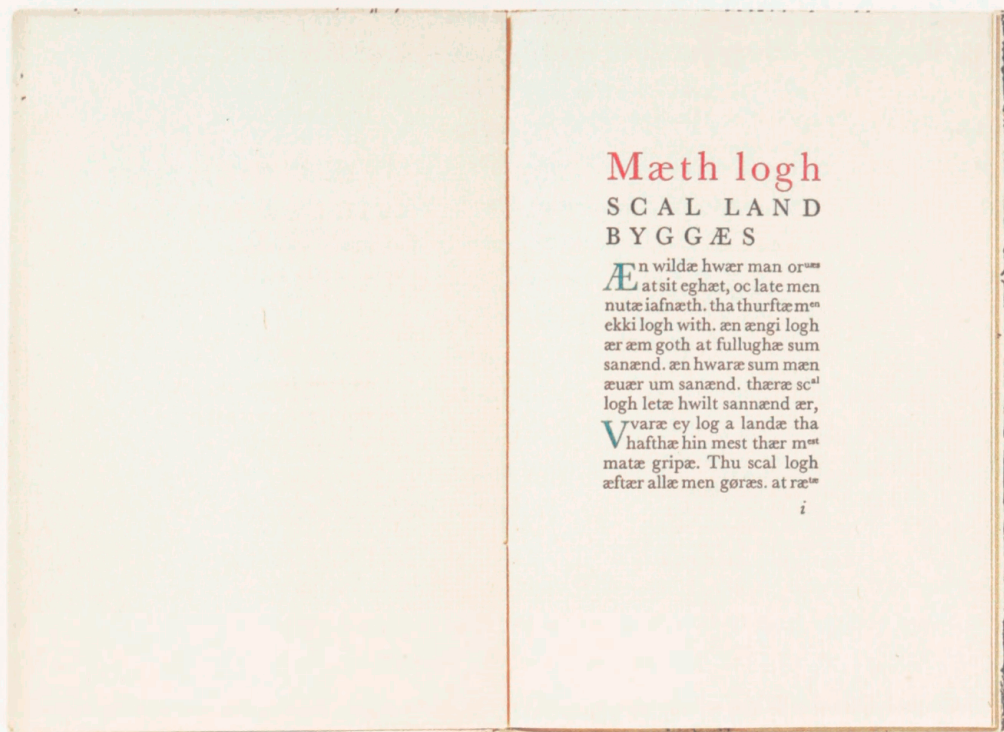 Mæth logh
SCAL LAND
BYGGÆS
Æn wildæ hwær man oruæs
at sit eghæt, oc late men
nutæ iafnæth. tha thurftæ men
ekki logh with. æn ængi logh
ær æm goth at fullughæ sum
sanænd. æn hwaræ sum mæn
æuær um sanænd. thæræ scal
logh letæ hwilt sannænd ær,
Vvaræ ey log a landæ tha
hafthæ hin mest thær mest
matæ gripæ. Thu scal logh
æftær allæ men gøræs. at rætæ
i